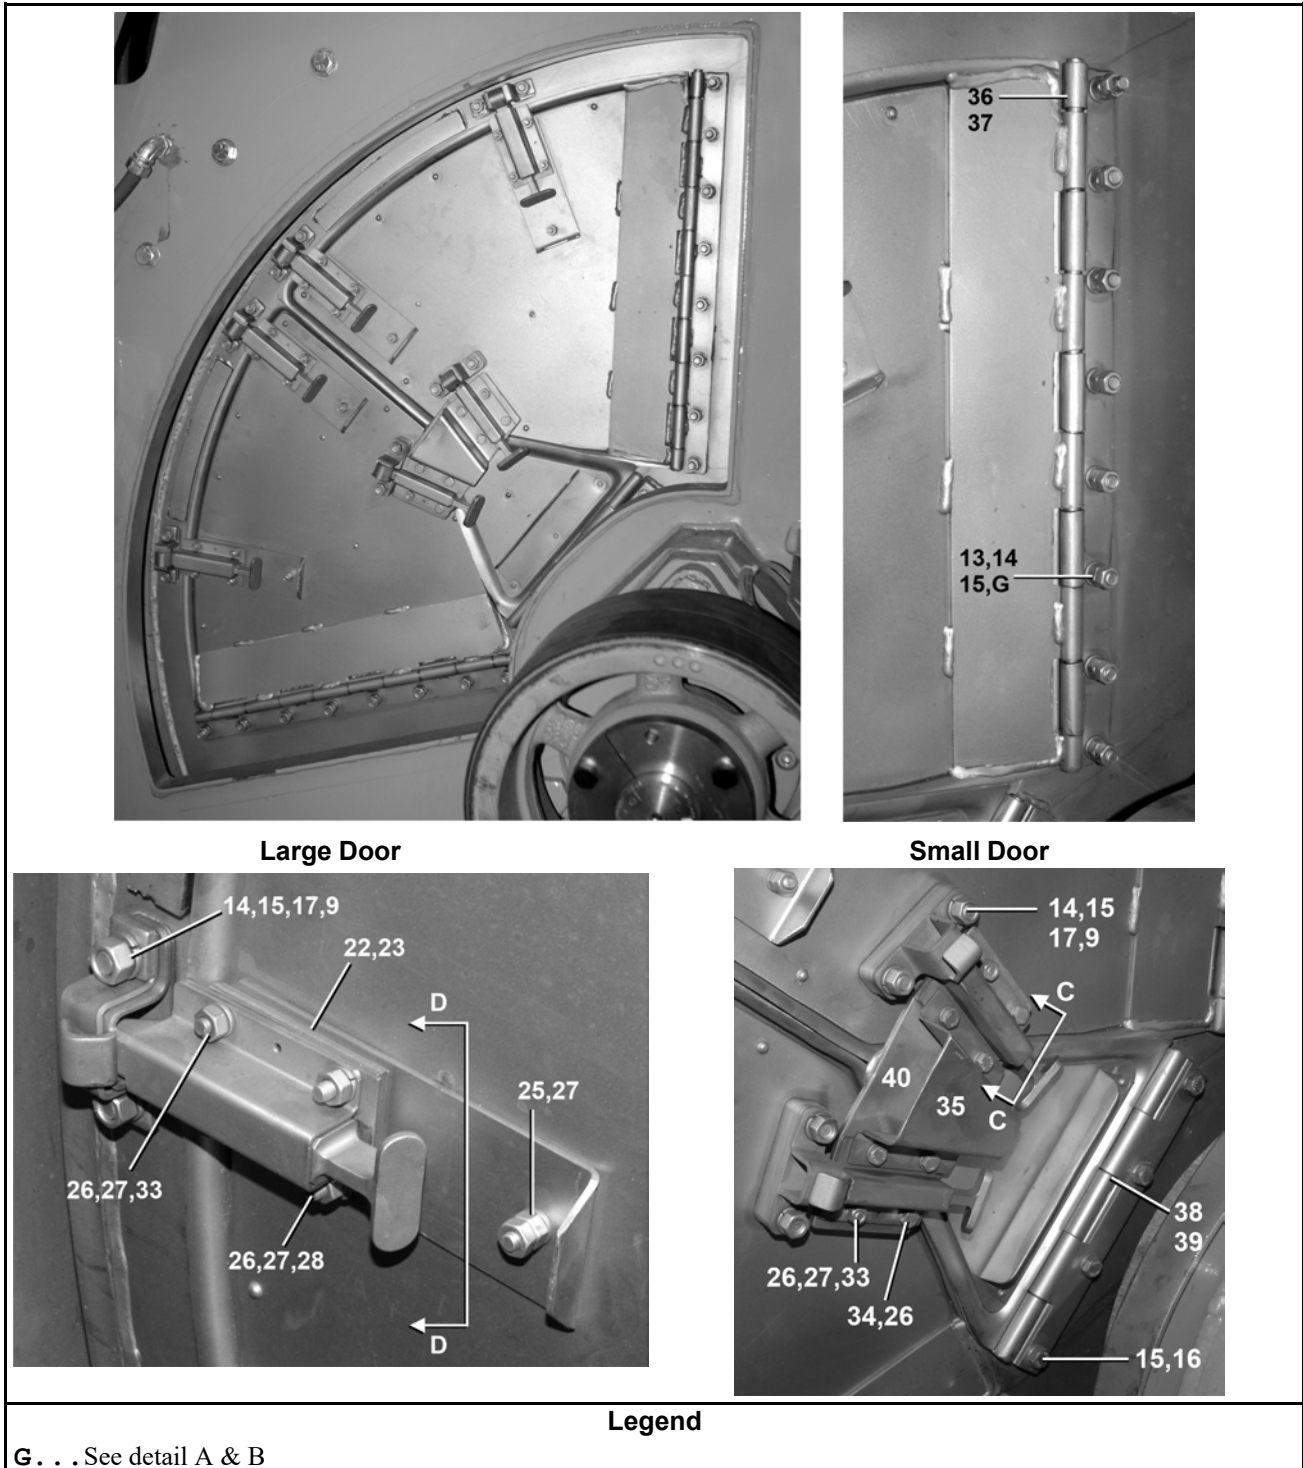 36
37
13,14
15,G
Large Door
Small Door
14,15,17,9
22,23
D
25,27
26,27,33
26,27,28
D
14,15
17,9
C
40
35
C
38
39
26,27,33
34,26
15,16
Legend
G...See detail A & B